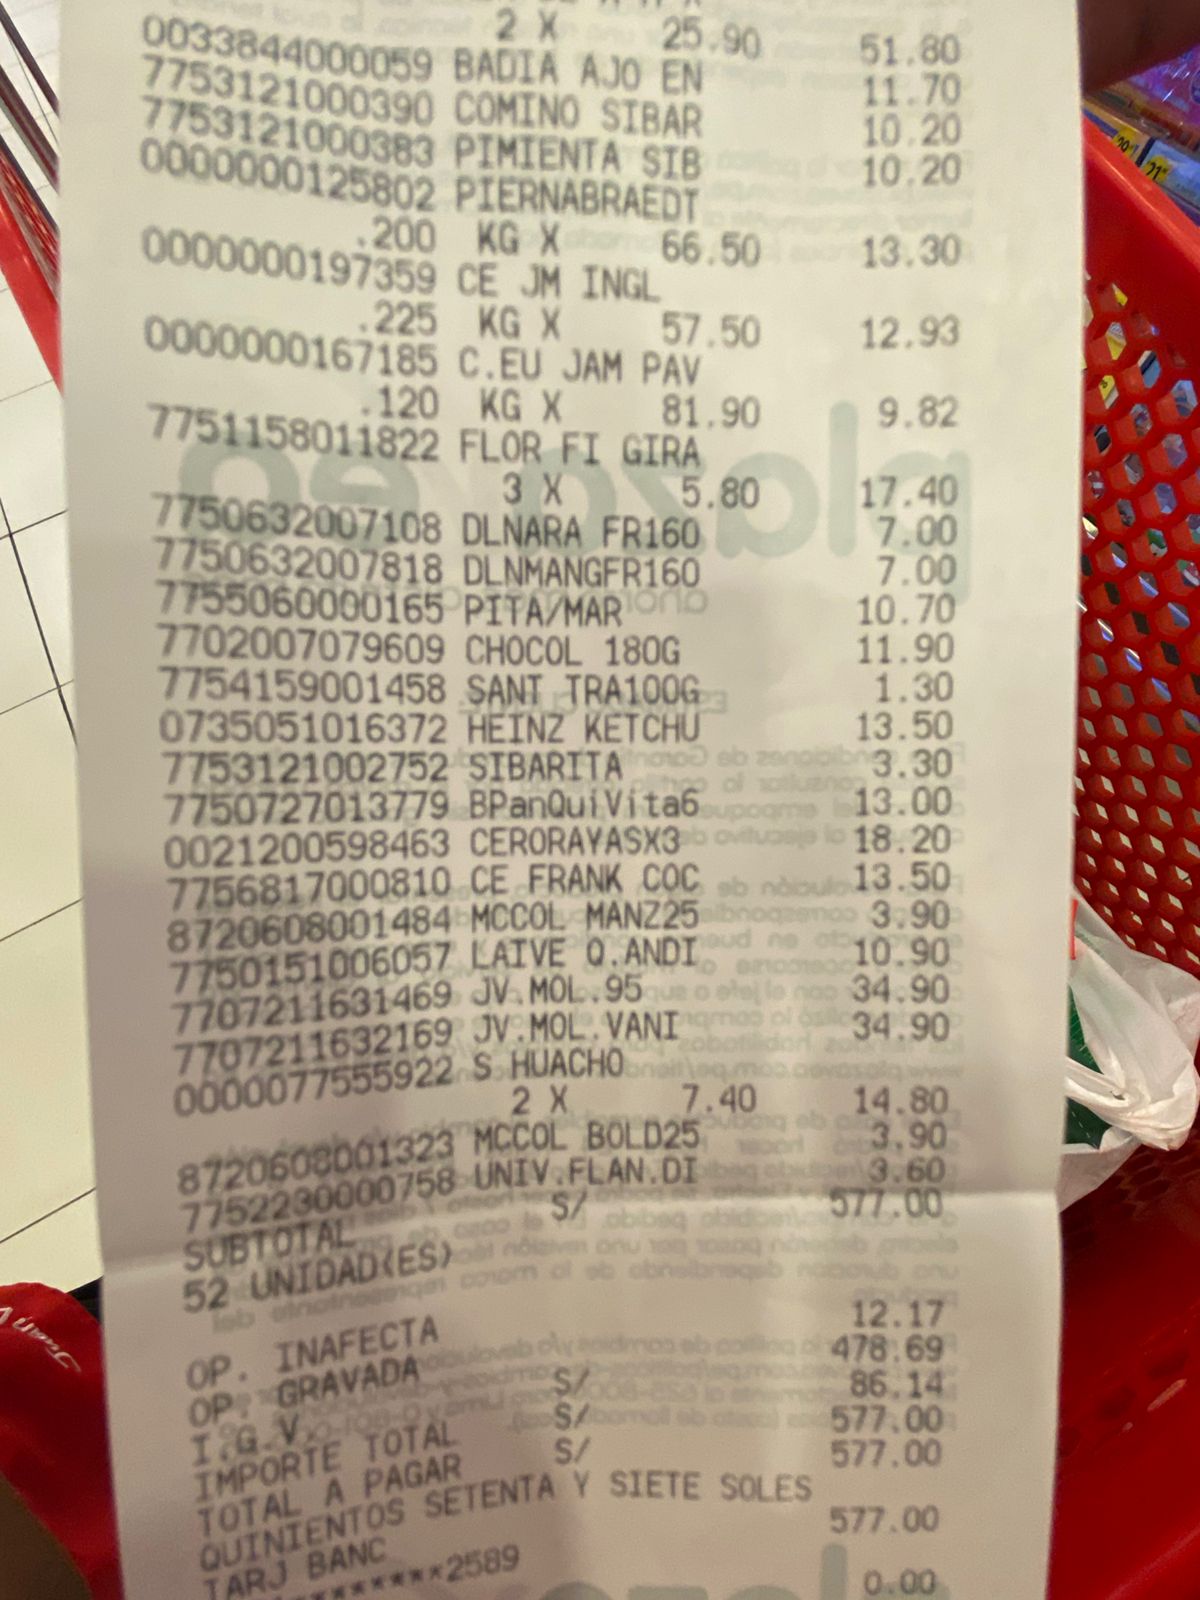 2 X 25.90 51.80
0033844000059 BADIA AJO EN 11.70
7753121000390 COMINO SIBAR 10.20
7753121000383 PIMIENTA SIB 10.20
0000000125802 PIERNABRAEDT
.200 KG X 66.50 13.30
0000000197359 CE JM INGL
.225 KG X 57.50 12.93
0000000167185 C.EU JAM PAV
.120 KG X 81.90 9.82
7751158011822 FLOR FI GIRA
3 X 5.80 17.40
7750632007108 DLNARA FR160 7.00
7750632007818 DLNMANGFR160 7.00
7755060000165 PITA/MAR 10.70
7702007079609 CHOCOL 180G 11.90
7754159001458 SANT TRA100G 1.30
0735051016372 HEINZ KETCHU 13.50
7753121002752 SIBARITA 3.30
7750727013779 BPanQuiVita6 13.00
0021200598463 CERORAYASX3 18.20
7756817000810 CE FRANK COC 13.50
8720608001484 MCCOL MANZ25 3.90
7750151006057 LAIVE Q.ANDI 10.90
7707211631469 JV.MOL.95 34.90
7707211632169 JV.MOL.VANI 34.90
0000077555922 S HUACHO
2 X 7.40 14.80
8720608001323 MCCOL BOLD25 3.90
7752230000758 UNIV.FLAN.DI 3.60
SUBTOTAL S/ 577.00
52 UNIDAD(ES)
OP. INAFECTA 12.17
OP. GRAVADA 478.69
I.G.V. S/ 86.14
IMPORTE TOTAL S/ 577.00
TOTAL A PAGAR S/ 577.00
QUINIENTOS SETENTA Y SIETE SOLES
TARJ BANC 577.00
**********2589 0.00